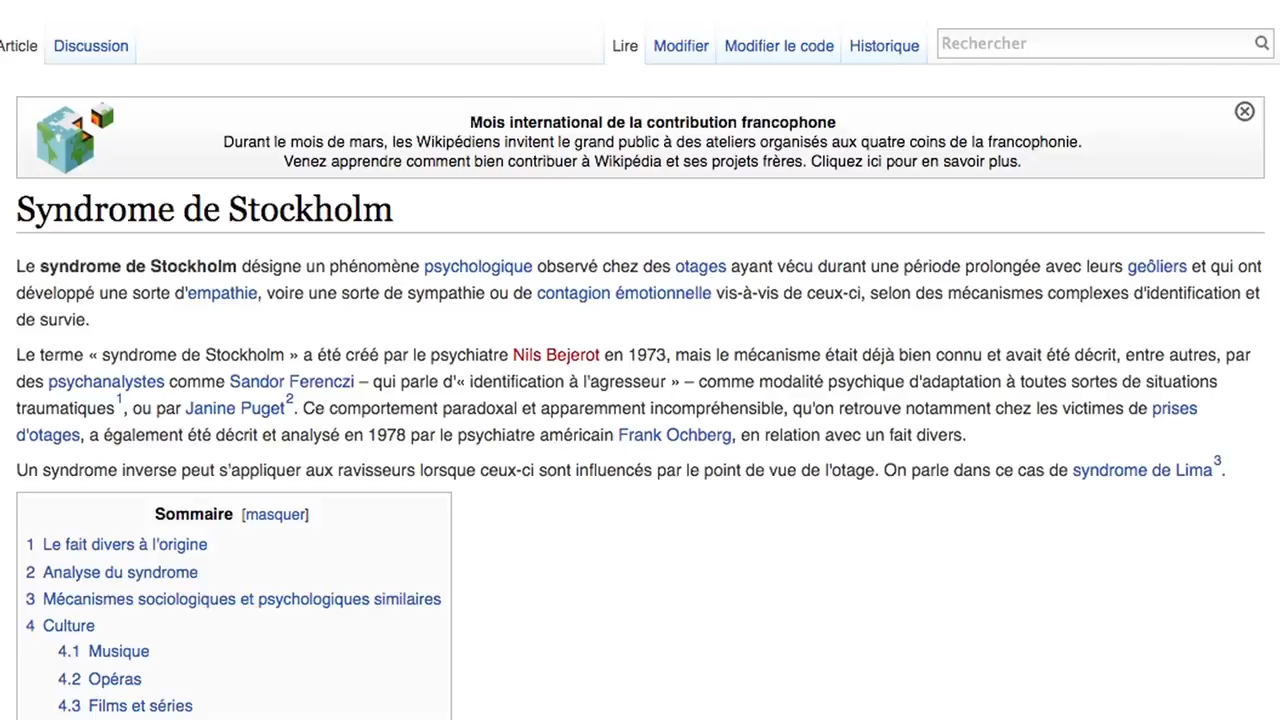 Article Discussion Lire Modifier Modifier le code Historique Rechercher
Mois international de la contribution francophone
Durant le mois de mars, les Wikipédiens invitent le grand public à des ateliers organisés aux quatre coins de la francophonie.
Venez apprendre comment bien contribuer à Wikipédia et ses projets frères. Cliquez ici pour en savoir plus.
Syndrome de Stockholm
Le syndrome de Stockholm désigne un phénomène psychologique observé chez des otages ayant vécu durant une période prolongée avec leurs geôliers et qui ont
développé une sorte d'empathie, voire une sorte de sympathie ou de contagion émotionnelle vis-à-vis de ceux-ci, selon des mécanismes complexes d'identification et
de survie.
Le terme « syndrome de Stockholm » a été créé par le psychiatre Nils Bejerot en 1973, mais le mécanisme était déjà bien connu et avait été décrit, entre autres, par
des psychanalystes comme Sandor Ferenczi – qui parle d'« identification à l'agresseur » – comme modalité psychique d'adaptation à toutes sortes de situations
traumatiques1, ou par Janine Puget2. Ce comportement paradoxal et apparemment incompréhensible, qu'on retrouve notamment chez les victimes de prises
d'otages, a également été décrit et analysé en 1978 par le psychiatre américain Frank Ochberg, en relation avec un fait divers.
Un syndrome inverse peut s'appliquer aux ravisseurs lorsque ceux-ci sont influencés par le point de vue de l'otage. On parle dans ce cas de syndrome de Lima3.
Sommaire [masquer]
1 Le fait divers à l'origine
2 Analyse du syndrome
3 Mécanismes sociologiques et psychologiques similaires
4 Culture
4.1 Musique
4.2 Opéras
4.3 Films et séries